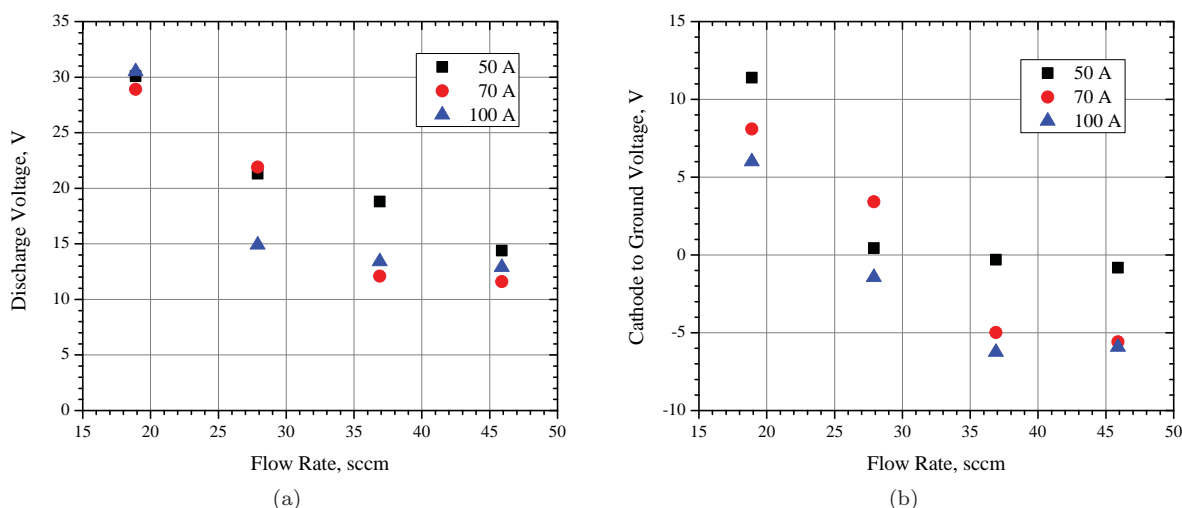 35
30
25
20
15
10
5
0
Discharge Voltage, V
50 A
70 A
100 A
15 20 25 30 35 40 45 50
Flow Rate, sccm
(a)
15
10
5
0
-5
-10
Cathode to Ground Voltage, V
50 A
70 A
100 A
15 20 25 30 35 40 45 50
Flow Rate, sccm
(b)